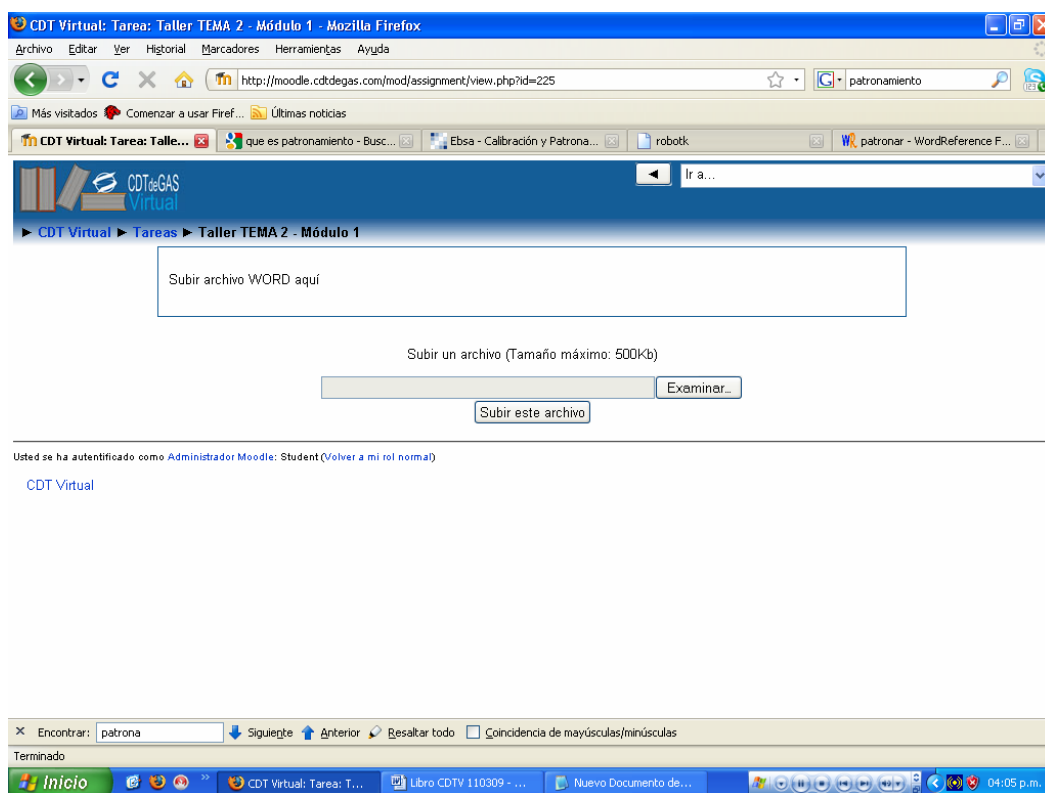 CDT Virtual: Tarea: Taller TEMA 2 - Módulo 1 - Mozilla Firefox
Archivo Editar Ver Historial Marcadores Herramientas Ayuda
http://moodle.cdtdegas.com/mod/assignment/view.php?id=225 G patronamiento
Más visitados Comenzar a usar Firef... Últimas noticias
CDT Virtual: Tarea: Talle... que es patronamiento - Busc... Ebsa - Calibración y Patrona... robotk patronar - WordReference F...
CDTdeGAS
Virtual
Ir a...
► CDT Virtual ► Tareas ► Taller TEMA 2 - Módulo 1
Subir archivo WORD aquí
Subir un archivo (Tamaño máximo: 500Kb)
Examinar...
Subir este archivo
Usted se ha autentificado como Administrador Moodle: Student (Volver a mi rol normal)
CDT Virtual
Encontrar: patrona Siguiente Anterior Resaltar todo Coincidencia de mayúsculas/minúsculas
Terminado
Inicio » CDT Virtual: Tarea: T... Libro CDTV 110309 - ... Nuevo Documento de... 04:05 p.m.